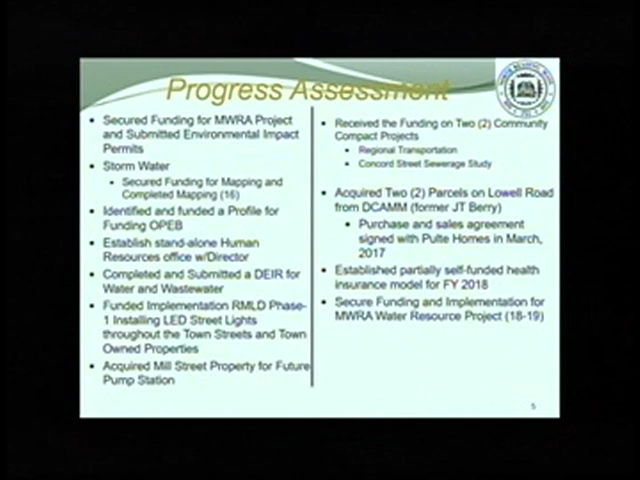 Progress Assessment
• Secured Funding for MWRA Project
and Submitted Environmental Impact
Permits
• Storm Water
• Secured Funding for Mapping and
Completed Mapping (16)
• Identified and funded a Profile for
Funding OPEB
• Establish stand-alone Human
Resources office w/Director
• Completed and Submitted a DEIR for
Water and Wastewater
• Funded Implementation RMLD Phase-
1 Installing LED Street Lights
throughout the Town Streets and Town
Owned Properties
• Acquired Mill Street Property for Future
Pump Station
• Received the Funding on Two (2) Community
Compact Projects
• Regional Transportation
• Concord Street Sewerage Study
• Acquired Two (2) Parcels on Lowell Road
from DCAMM (former JT Berry)
• Purchase and sales agreement
signed with Pulte Homes in March,
2017
• Established partially self-funded health
insurance model for FY 2018
• Secure Funding and Implementation for
MWRA Water Resource Project (18-19)
5